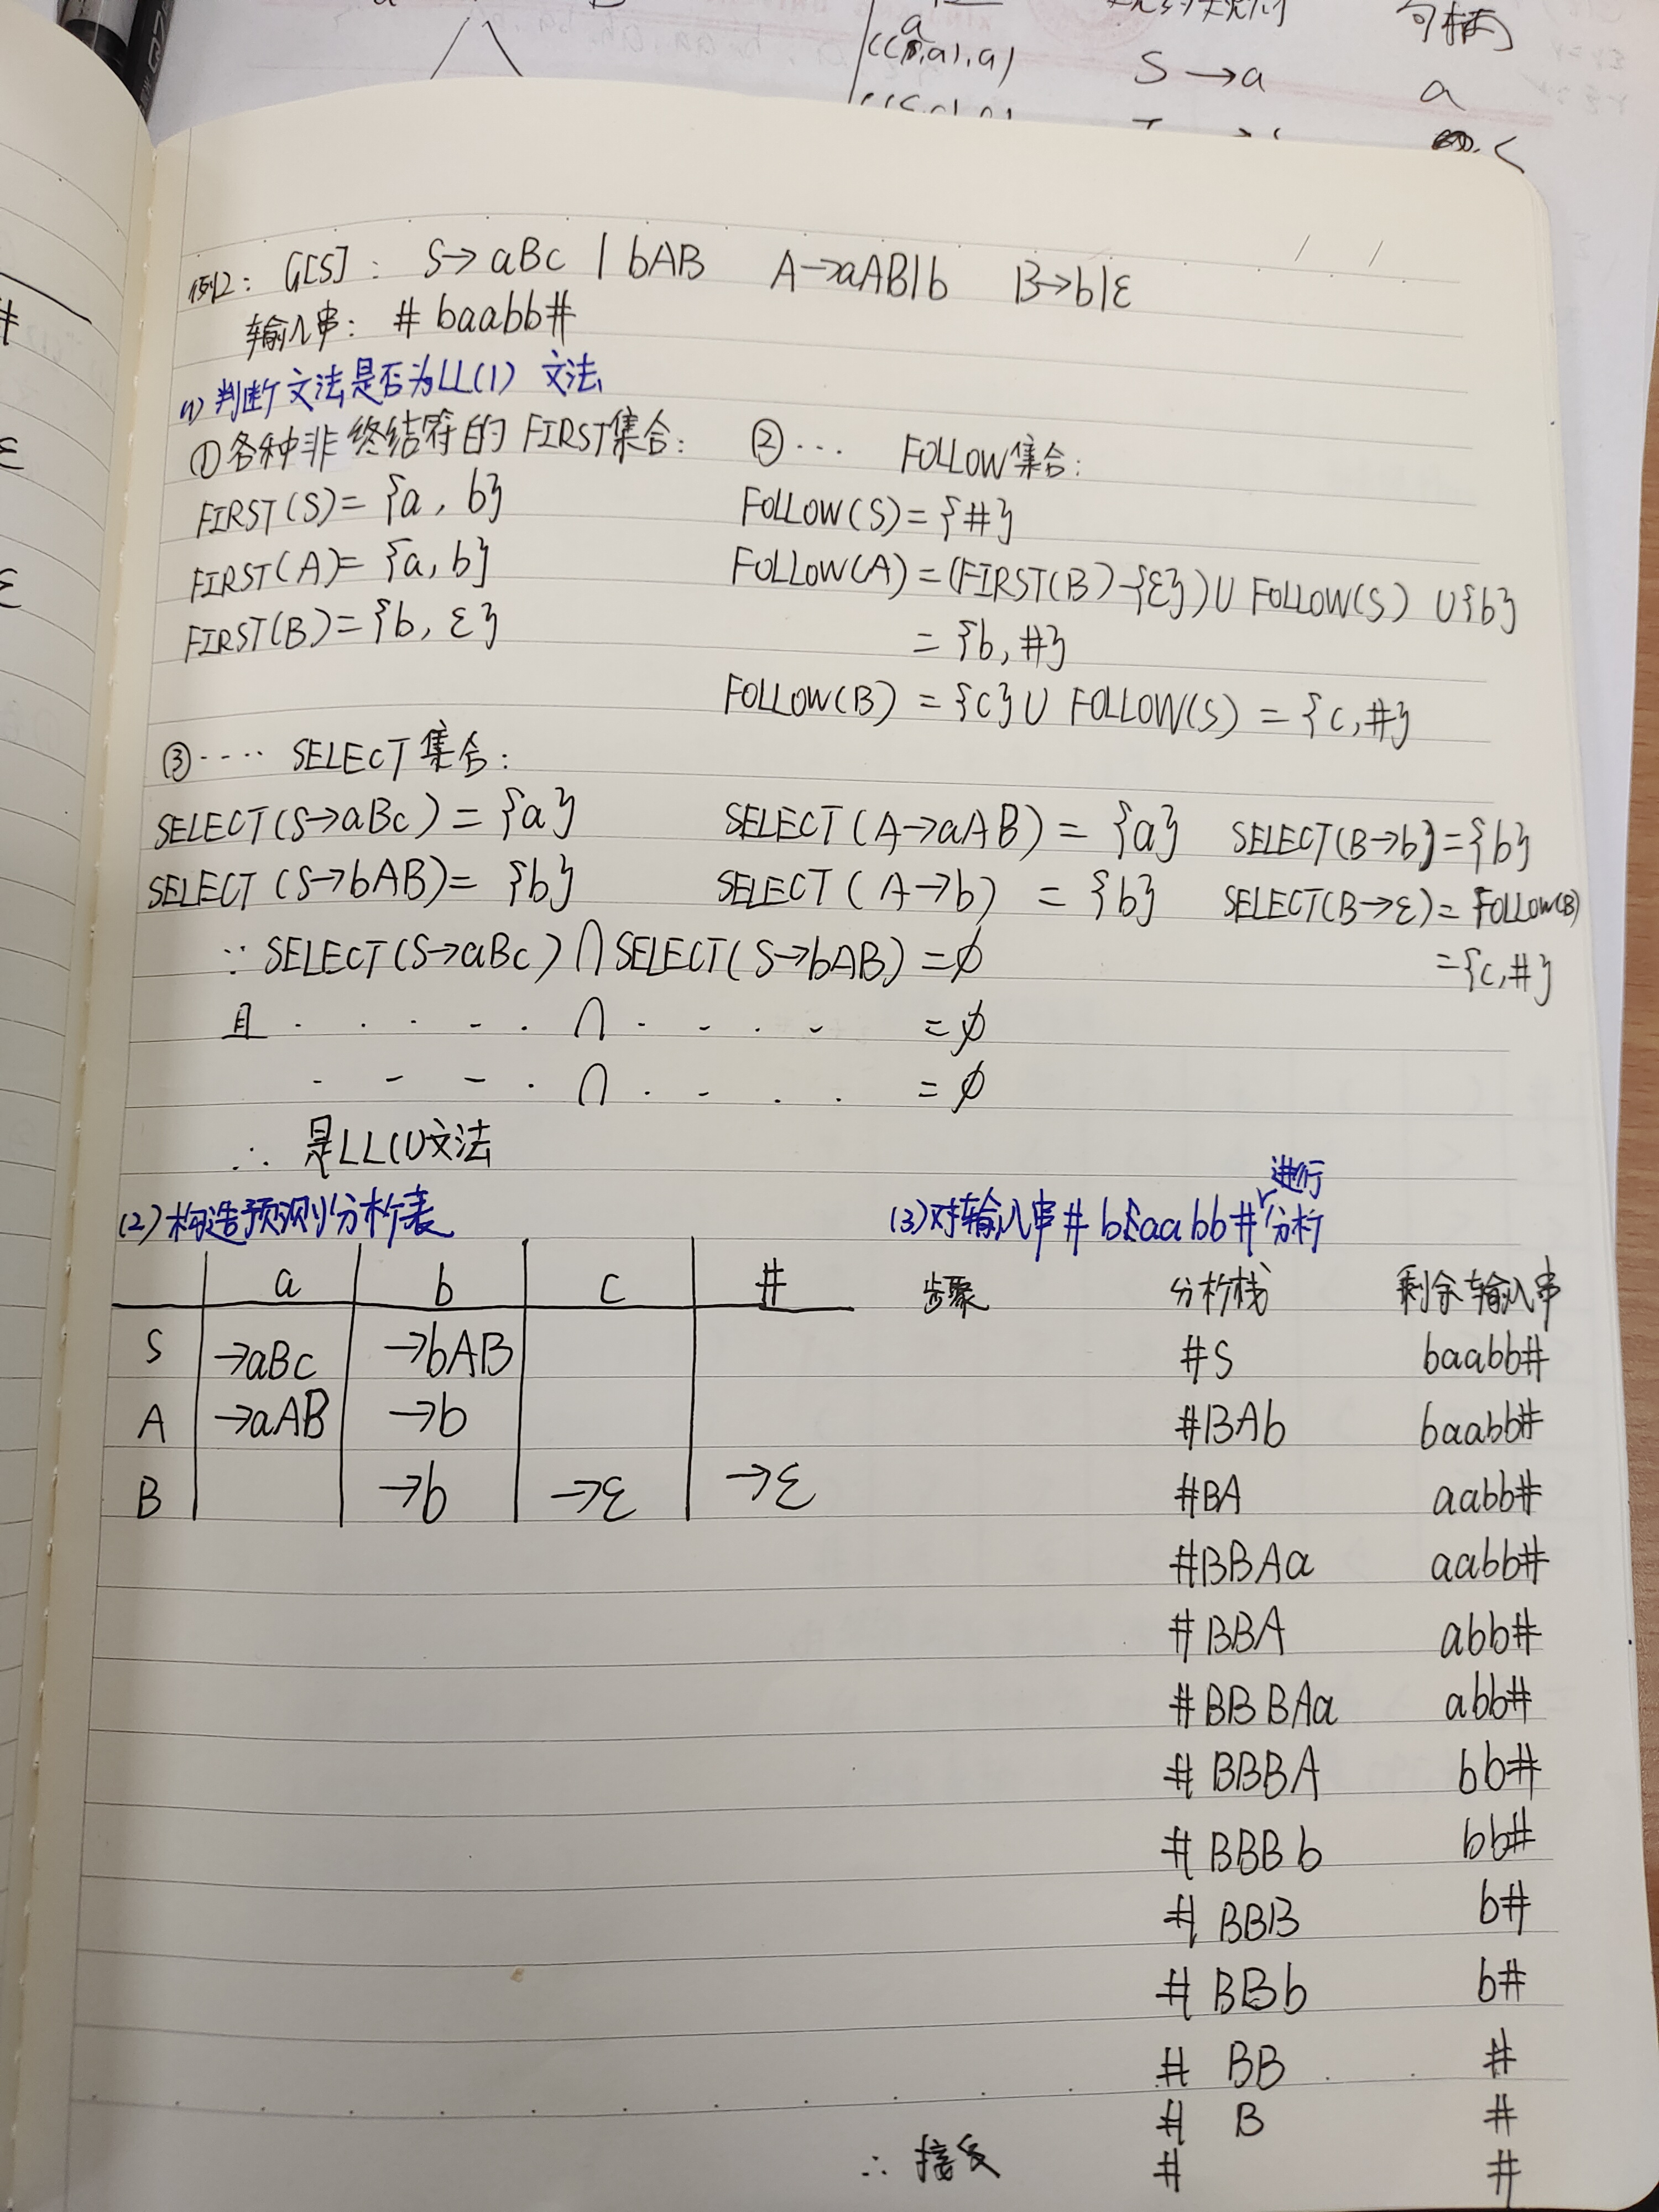 ((a,a),a)
S→a
句柄
a
例2: G[S]: S→aBc | bAB A→aAB|b B→b|ε
输入串: #baabb#
(1)判断文法是否为LL(1)文法
①各种非终结符的FIRST集合: ②… FOLLOW集合:
FIRST(S)={a, b} FOLLOW(S)={#}
FIRST(A)={a,b} FOLLOW(A)=(FIRST(B)-{ε})∪FOLLOW(S)∪{b}
FIRST(B)={b, ε} ={b,#}
FOLLOW(B)={c}∪FOLLOW(S)={c,#}
③…… SELECT集合:
SELECT(S→aBc)={a} SELECT(A→aAB)={a} SELECT(B→b)={b}
SELECT(S→bAB)={b} SELECT(A→b)={b} SELECT(B→ε)=FOLLOW(B)
∵SELECT(S→aBc)∩SELECT(S→bAB)=∅ ={c,#}
且·····∩····=∅
····∩····=∅
∴ 是LL(1)文法
(2)构造预测分析表 (3)对输入串#baabb#进行分析
a b c # 步骤 分析栈 剩余输入串
S →aBc →bAB #S baabb#
A →aAB →b #BAb baabb#
B →b →ε →ε #BA aabb#
#BBAa aabb#
#BBA abb#
#BBBAa abb#
#BBBA bb#
#BBBb bb#
#BBB b#
#BBb b#
#BB #
#B #
∴接受 # #